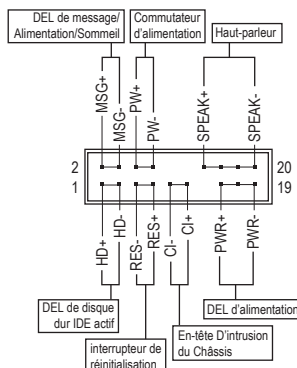 DEL de message/
Alimentation/Sommeil
Commutateur
d'alimentation
Haut-parleur
MSG+
MSG-
PW+
PW-
SPEAK+
SPEAK-
2
20
1
19
HD+
HD-
RES-
RES+
CI-
CI+
PWR+
PWR-
DEL de disque
dur IDE actif
interrupteur de
réinitialisation
En-tête D'intrusion
du Châssis
DEL d'alimentation